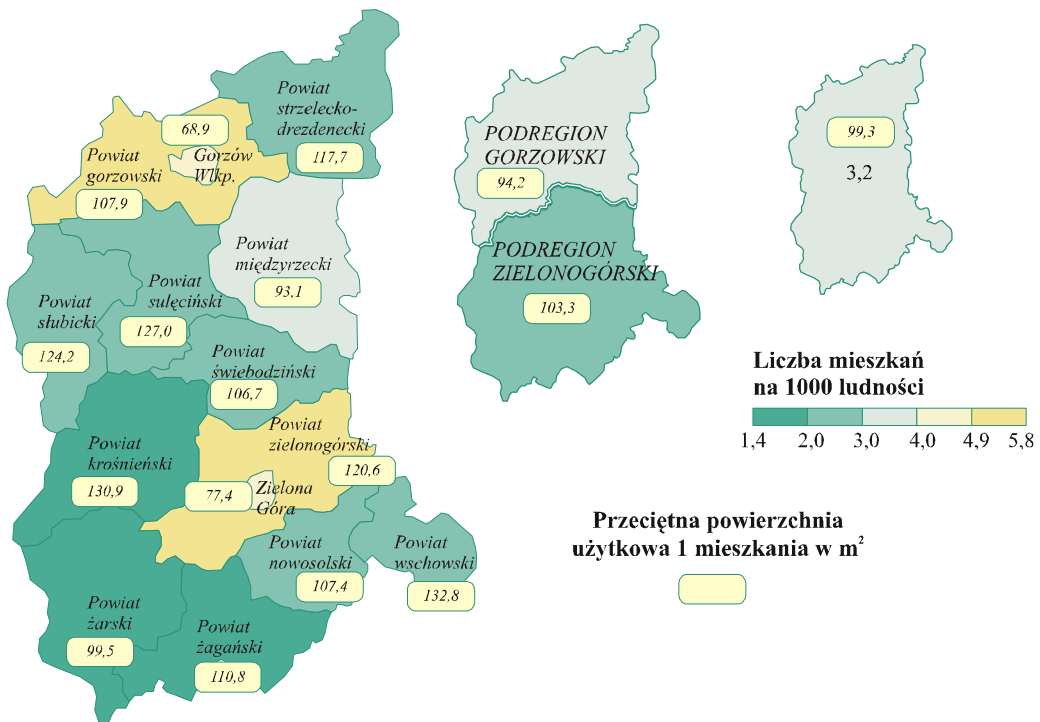 Powiat
strzelecko-
drezdenecki
117,7
68,9
Gorzów
Wlkp.
Powiat
gorzowski
107,9
Powiat
międzyrzecki
93,1
Powiat
słubicki
124,2
Powiat
sulęciński
127,0
Powiat
świebodziński
106,7
Powiat
zielonogórski
120,6
Powiat
krośnieński
130,9
77,4
Zielona
Góra
Powiat
nowosolski
107,4
Powiat
wschowski
132,8
Powiat
żarski
99,5
Powiat
żagański
110,8
PODREGION
GORZOWSKI
94,2
PODREGION
ZIELONOGÓRSKI
103,3
99,3
3,2
Liczba mieszkań
na 1000 ludności
1,4 2,0 3,0 4,0 4,9 5,8
Przeciętna powierzchnia
użytkowa 1 mieszkania w m²